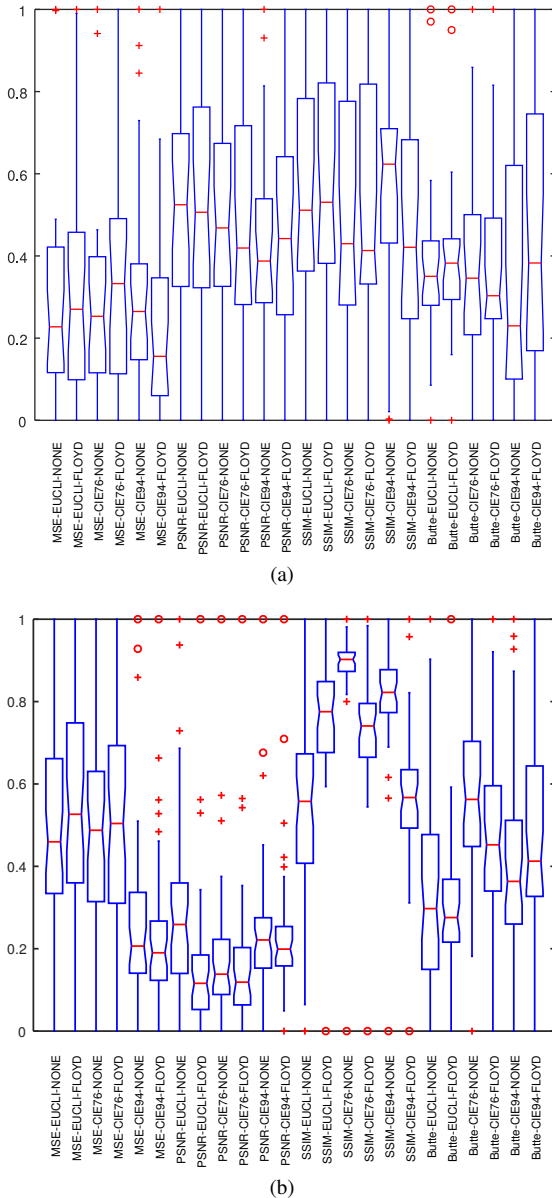 1
0.8
0.6
0.4
0.2
0
MSE-EUCLI-NONE
MSE-EUCLI-FLOYD
MSE-CIE76-NONE
MSE-CIE76-FLOYD
MSE-CIE94-NONE
MSE-CIE94-FLOYD
PSNR-EUCLI-NONE
PSNR-EUCLI-FLOYD
PSNR-CIE76-NONE
PSNR-CIE76-FLOYD
PSNR-CIE94-NONE
PSNR-CIE94-FLOYD
SSIM-EUCLI-NONE
SSIM-EUCLI-FLOYD
SSIM-CIE76-NONE
SSIM-CIE76-FLOYD
SSIM-CIE94-NONE
SSIM-CIE94-FLOYD
Butte-EUCLI-NONE
Butte-EUCLI-FLOYD
Butte-CIE76-NONE
Butte-CIE76-FLOYD
Butte-CIE94-NONE
Butte-CIE94-FLOYD
(a)
1
0.8
0.6
0.4
0.2
0
MSE-EUCLI-NONE
MSE-EUCLI-FLOYD
MSE-CIE76-NONE
MSE-CIE76-FLOYD
MSE-CIE94-NONE
MSE-CIE94-FLOYD
PSNR-EUCLI-NONE
PSNR-EUCLI-FLOYD
PSNR-CIE76-NONE
PSNR-CIE76-FLOYD
PSNR-CIE94-NONE
PSNR-CIE94-FLOYD
SSIM-EUCLI-NONE
SSIM-EUCLI-FLOYD
SSIM-CIE76-NONE
SSIM-CIE76-FLOYD
SSIM-CIE94-NONE
SSIM-CIE94-FLOYD
Butte-EUCLI-NONE
Butte-EUCLI-FLOYD
Butte-CIE76-NONE
Butte-CIE76-FLOYD
Butte-CIE94-NONE
Butte-CIE94-FLOYD
(b)